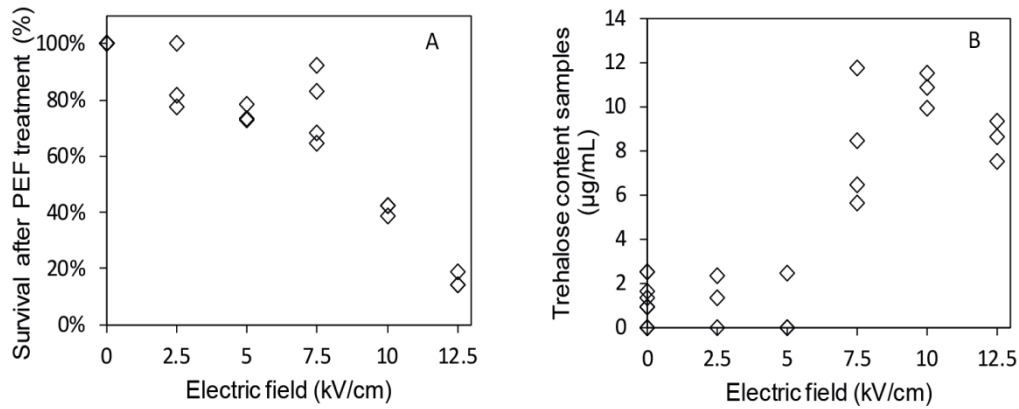 Survival after PEF treatment (%)
100%
80%
60%
40%
20%
0%
A
0 2.5 5 7.5 10 12.5
Electric field (kV/cm)
Trehalose content samples
(µg/mL)
14
12
10
8
6
4
2
0
B
0 2.5 5 7.5 10 12.5
Electric field (kV/cm)